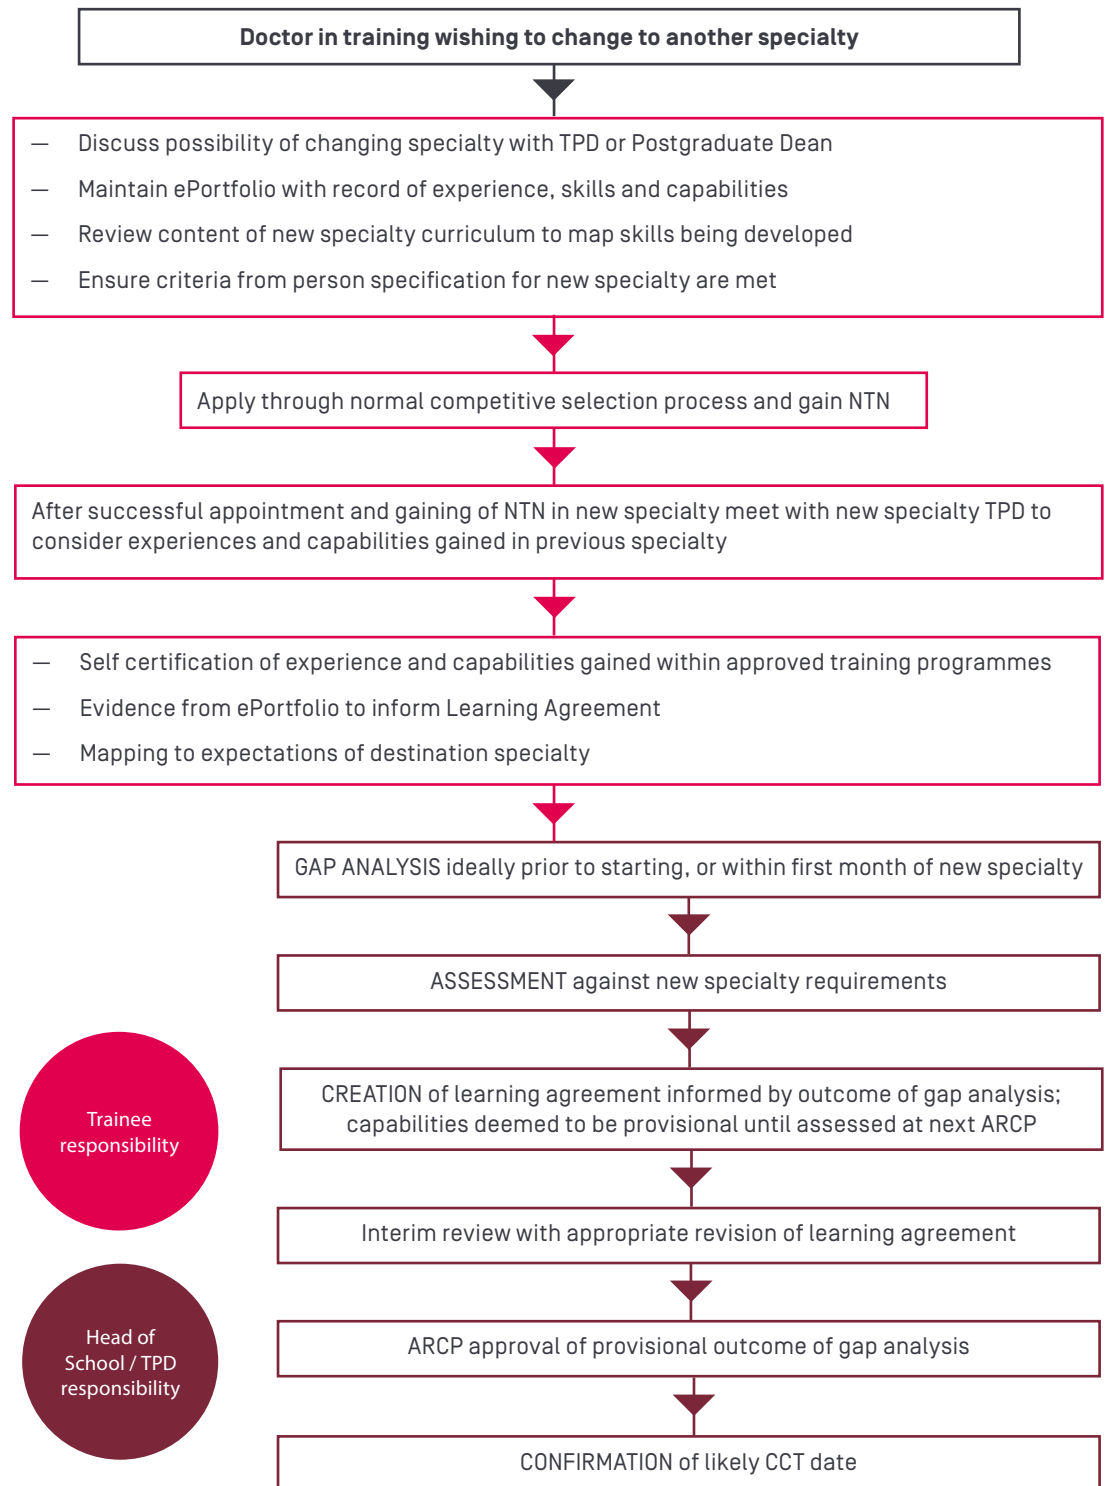 Doctor in training wishing to change to another specialty
— Discuss possibility of changing specialty with TPD or Postgraduate Dean
— Maintain ePortfolio with record of experience, skills and capabilities
— Review content of new specialty curriculum to map skills being developed
— Ensure criteria from person specification for new specialty are met
Apply through normal competitive selection process and gain NTN
After successful appointment and gaining of NTN in new specialty meet with new specialty TPD to
consider experiences and capabilities gained in previous specialty
— Self certification of experience and capabilities gained within approved training programmes
— Evidence from ePortfolio to inform Learning Agreement
— Mapping to expectations of destination specialty
GAP ANALYSIS ideally prior to starting, or within first month of new specialty
ASSESSMENT against new specialty requirements
CREATION of learning agreement informed by outcome of gap analysis;
capabilities deemed to be provisional until assessed at next ARCP
Trainee
responsibility
Interim review with appropriate revision of learning agreement
Head of
School / TPD
responsibility
ARCP approval of provisional outcome of gap analysis
CONFIRMATION of likely CCT date